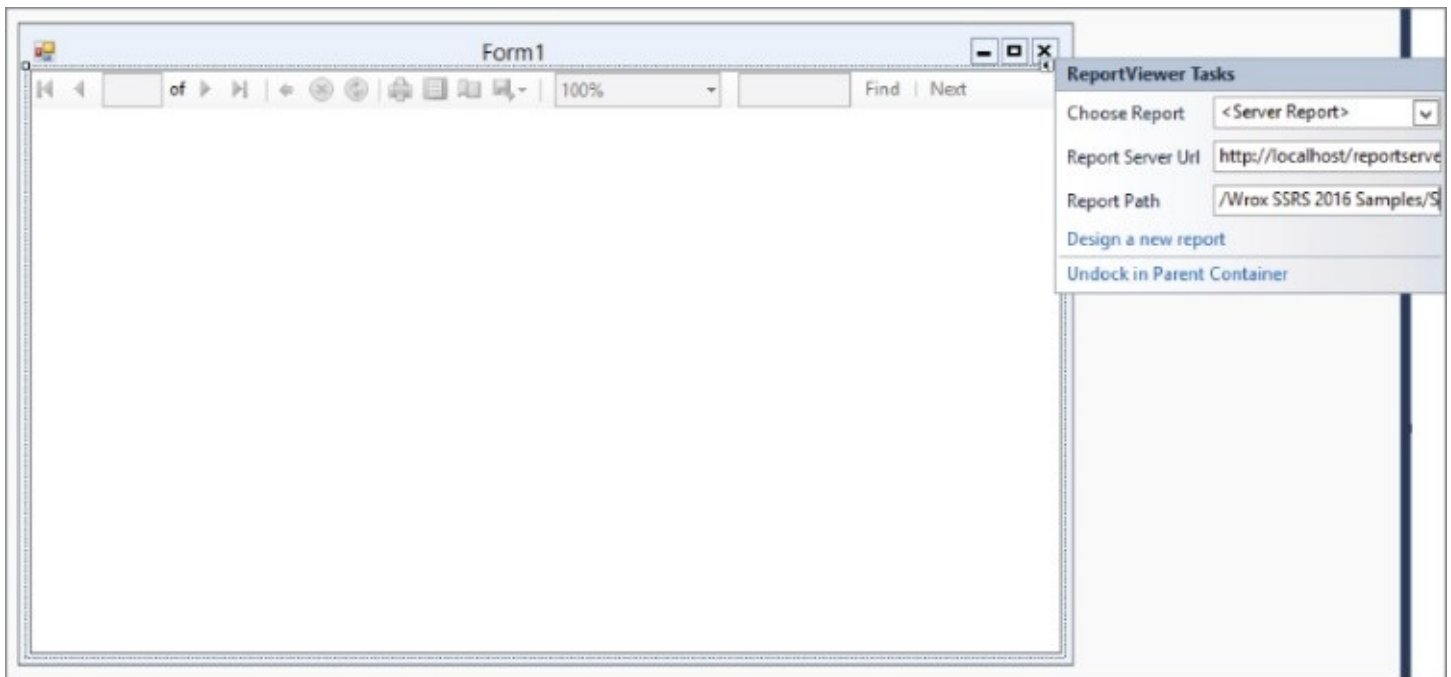 Form1
of 100% Find Next
ReportViewer Tasks
Choose Report <Server Report>
Report Server Url http://localhost/reportserve
Report Path /Wrox SSRS 2016 Samples/S
Design a new report
Undock in Parent Container